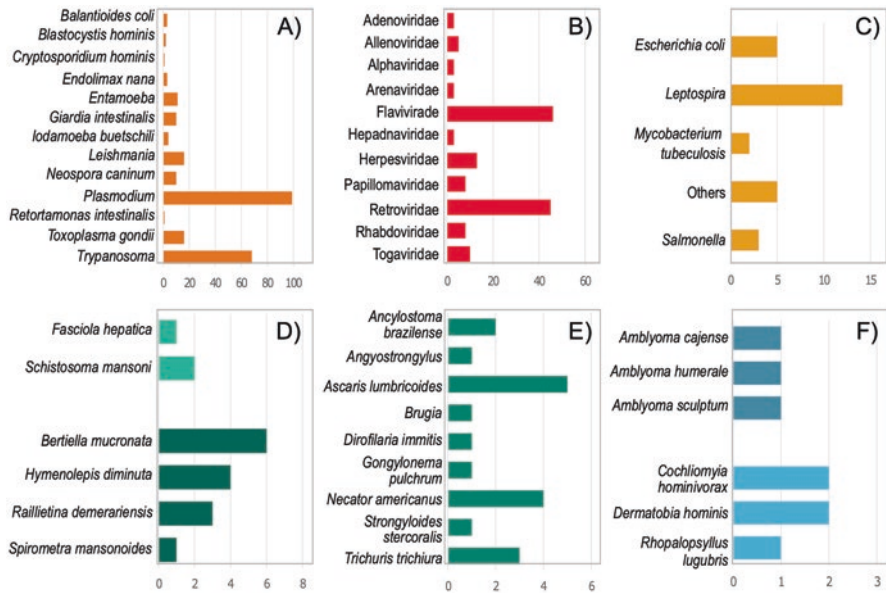 A)
Balantioides coli
Blastocystis hominis
Cryptosporidium hominis
Endolimax nana
Entamoeba
Giardia intestinalis
Iodamoeba buetschili
Leishmania
Neospora caninum
Plasmodium
Retortamonas intestinalis
Toxoplasma gondii
Trypanosoma
0 20 40 60 80 100
B)
Adenoviridae
Allenoviridae
Alphaviridae
Arenaviridae
Flavivirade
Hepadnaviridae
Herpesviridae
Papillomaviridae
Retroviridae
Rhabdoviridae
Togaviridae
0 20 40 60
C)
Escherichia coli
Leptospira
Mycobacterium
tubeculosis
Others
Salmonella
0 5 10 15
D)
Fasciola hepatica
Schistosoma mansoni
Bertiella mucronata
Hymenolepis diminuta
Raillietina demerariensis
Spirometra mansonoides
0 2 4 6 8
E)
Ancylostoma
brazilense
Angyostrongylus
Ascaris lumbricoides
Brugia
Dirofilaria immitis
Gongylonema
pulchrum
Necator americanus
Strongyloides
stercoralis
Trichuris trichiura
0 2 4 6
F)
Amblyoma cajense
Amblyoma humerale
Amblyoma sculptum
Cochliomyia
hominivorax
Dermatobia hominis
Rhopalopsyllus
lugubris
0 1 2 3